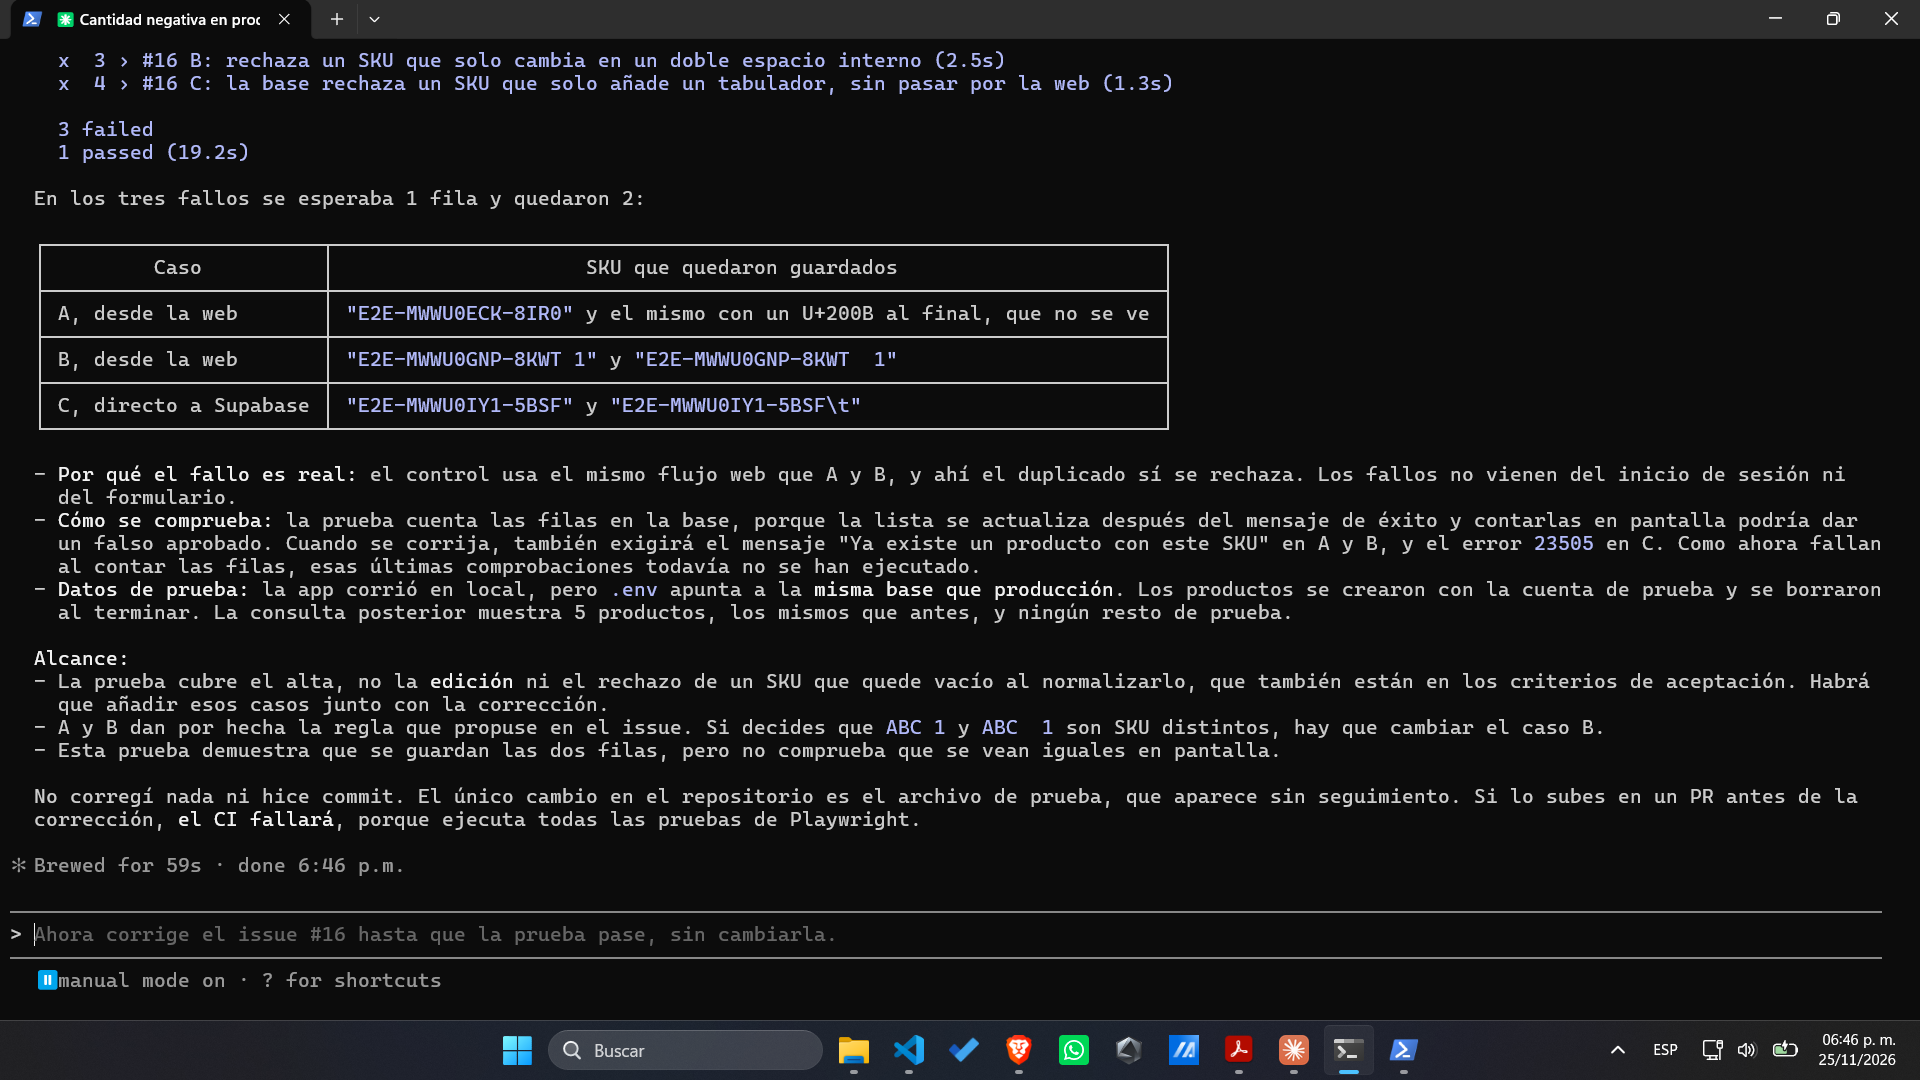 Cantidad negativa en proc
x 3 › #16 B: rechaza un SKU que solo cambia en un doble espacio interno (2.5s)
x 4 › #16 C: la base rechaza un SKU que solo añade un tabulador, sin pasar por la web (1.3s)
3 failed
1 passed (19.2s)
En los tres fallos se esperaba 1 fila y quedaron 2:
Caso SKU que quedaron guardados
A, desde la web "E2E-MWWU0ECK-8IR0" y el mismo con un U+200B al final, que no se ve
B, desde la web "E2E-MWWU0GNP-8KWT 1" y "E2E-MWWU0GNP-8KWT  1"
C, directo a Supabase "E2E-MWWU0IY1-5BSF" y "E2E-MWWU0IY1-5BSF\t"
- Por qué el fallo es real: el control usa el mismo flujo web que A y B, y ahí el duplicado sí se rechaza. Los fallos no vienen del inicio de sesión ni
del formulario.
- Cómo se comprueba: la prueba cuenta las filas en la base, porque la lista se actualiza después del mensaje de éxito y contarlas en pantalla podría dar
un falso aprobado. Cuando se corrija, también exigirá el mensaje "Ya existe un producto con este SKU" en A y B, y el error 23505 en C. Como ahora fallan
al contar las filas, esas últimas comprobaciones todavía no se han ejecutado.
- Datos de prueba: la app corrió en local, pero .env apunta a la misma base que producción. Los productos se crearon con la cuenta de prueba y se borraron
al terminar. La consulta posterior muestra 5 productos, los mismos que antes, y ningún resto de prueba.
Alcance:
- La prueba cubre el alta, no la edición ni el rechazo de un SKU que quede vacío al normalizarlo, que también están en los criterios de aceptación. Habrá
que añadir esos casos junto con la corrección.
- A y B dan por hecha la regla que propuse en el issue. Si decides que ABC 1 y ABC  1 son SKU distintos, hay que cambiar el caso B.
- Esta prueba demuestra que se guardan las dos filas, pero no comprueba que se vean iguales en pantalla.
No corregí nada ni hice commit. El único cambio en el repositorio es el archivo de prueba, que aparece sin seguimiento. Si lo subes en un PR antes de la
corrección, el CI fallará, porque ejecuta todas las pruebas de Playwright.
✻ Brewed for 59s · done 6:46 p.m.
> Ahora corrige el issue #16 hasta que la prueba pase, sin cambiarla.
manual mode on · ? for shortcuts
Buscar
ESP
06:46 p. m.
25/11/2026